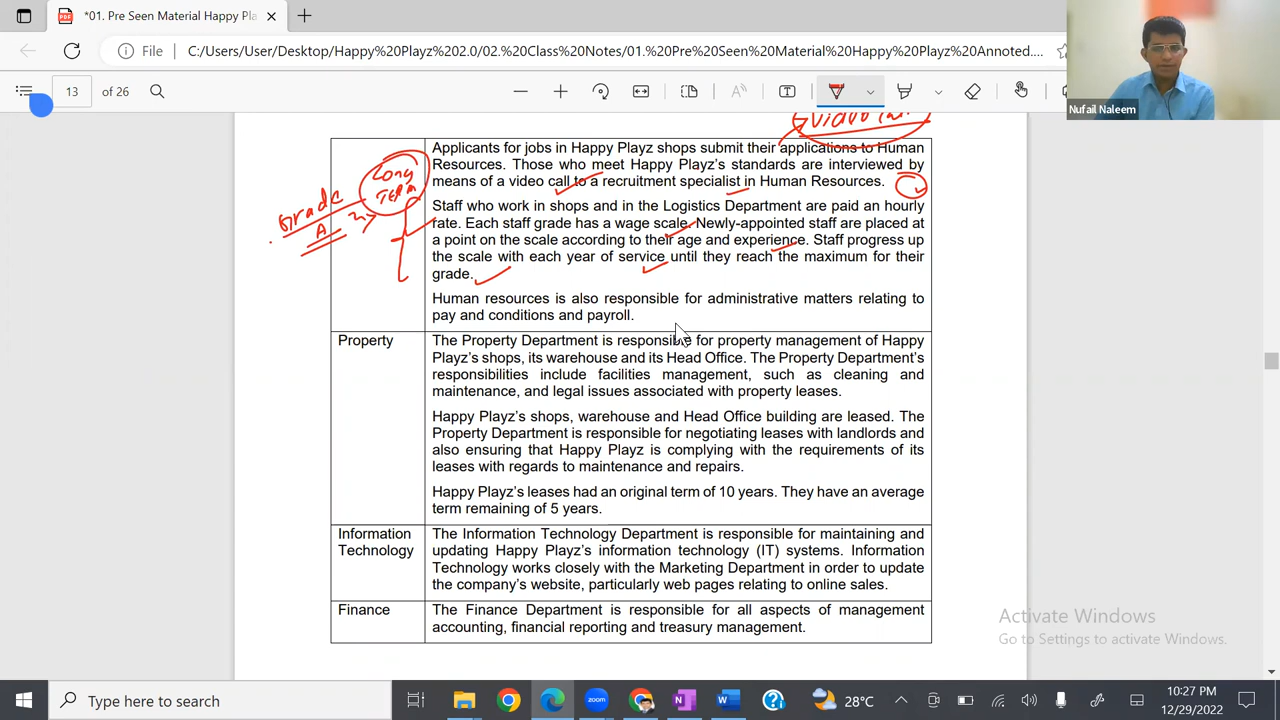 *01. Pre Seen Material Happy Pla
File
C:/Users/User/Desktop/Happy%20Playz%202.0/02.%20Class%20Notes/01.%20Pre%20Seen%20Material%20Happy%20Playz%20Annoted....
13 of 26
Nufail Naleem
Applicants for jobs in Happy Playz shops submit their applications to Human
Resources. Those who meet Happy Playz's standards are interviewed by
means of a video call to a recruitment specialist in Human Resources.
Long
Term
Grade
A
Staff who work in shops and in the Logistics Department are paid an hourly
rate. Each staff grade has a wage scale. Newly-appointed staff are placed at
a point on the scale according to their age and experience. Staff progress up
the scale with each year of service until they reach the maximum for their
grade.
Human resources is also responsible for administrative matters relating to
pay and conditions and payroll.
Property
The Property Department is responsible for property management of Happy
Playz's shops, its warehouse and its Head Office. The Property Department's
responsibilities include facilities management, such as cleaning and
maintenance, and legal issues associated with property leases.
Happy Playz's shops, warehouse and Head Office building are leased. The
Property Department is responsible for negotiating leases with landlords and
also ensuring that Happy Playz is complying with the requirements of its
leases with regards to maintenance and repairs.
Happy Playz's leases had an original term of 10 years. They have an average
term remaining of 5 years.
Information
Technology
The Information Technology Department is responsible for maintaining and
updating Happy Playz's information technology (IT) systems. Information
Technology works closely with the Marketing Department in order to update
the company's website, particularly web pages relating to online sales.
Finance
The Finance Department is responsible for all aspects of management
accounting, financial reporting and treasury management.
Activate Windows
Go to Settings to activate Windows.
Type here to search
28°C
10:27 PM
12/29/2022